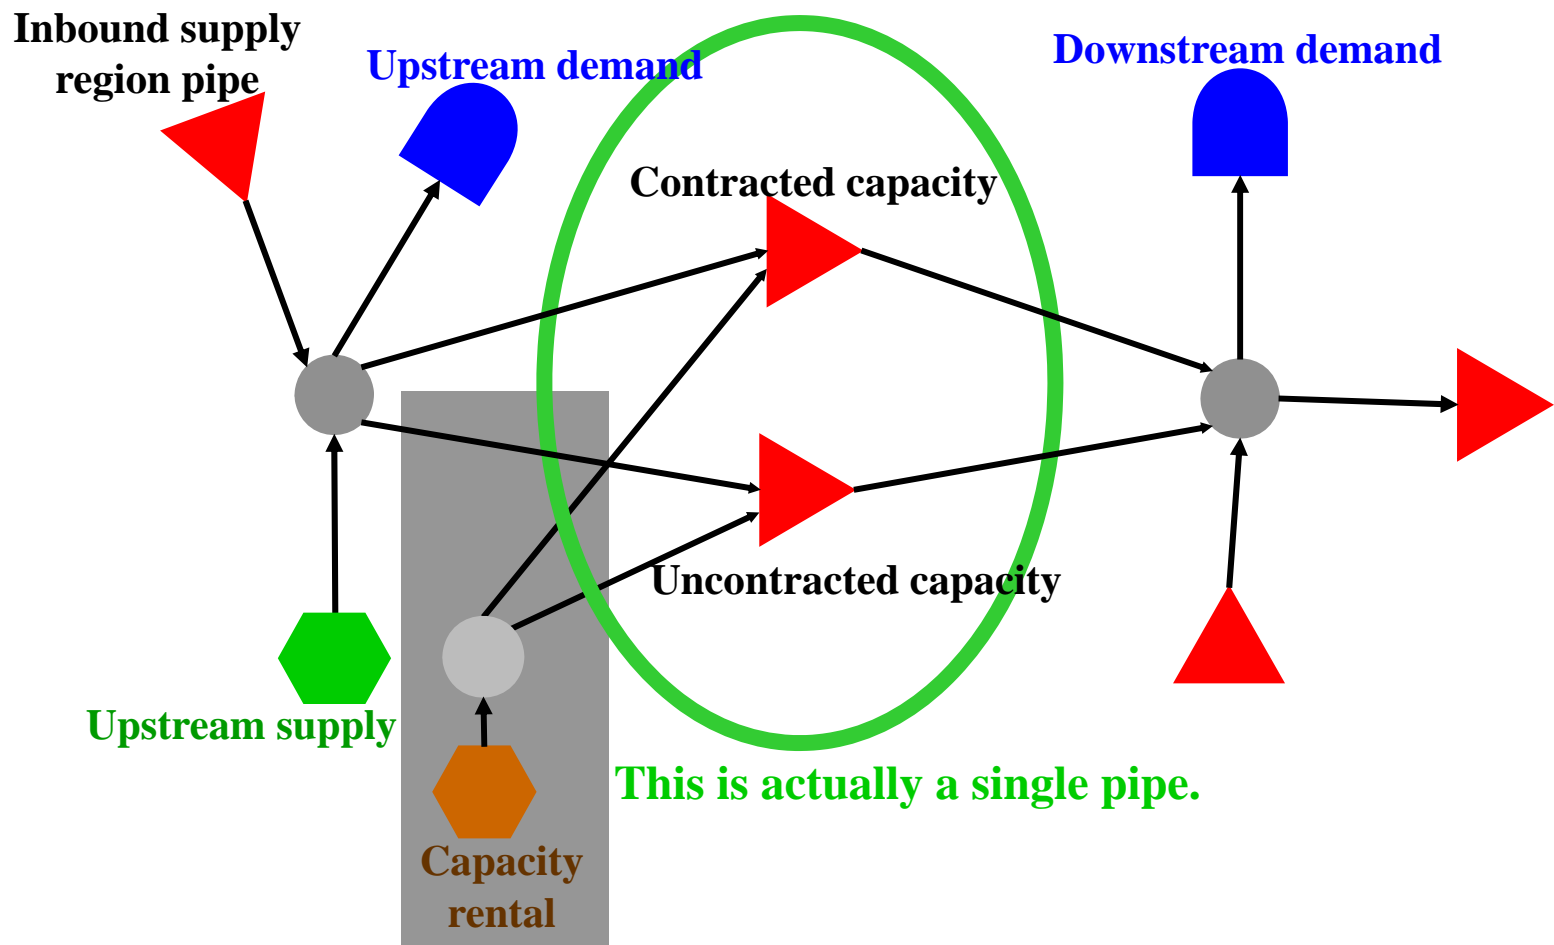 Inbound supply
region pipe
Upstream demand
Downstream demand
Contracted capacity
Uncontracted capacity
Upstream supply
This is actually a single pipe.
Capacity
rental